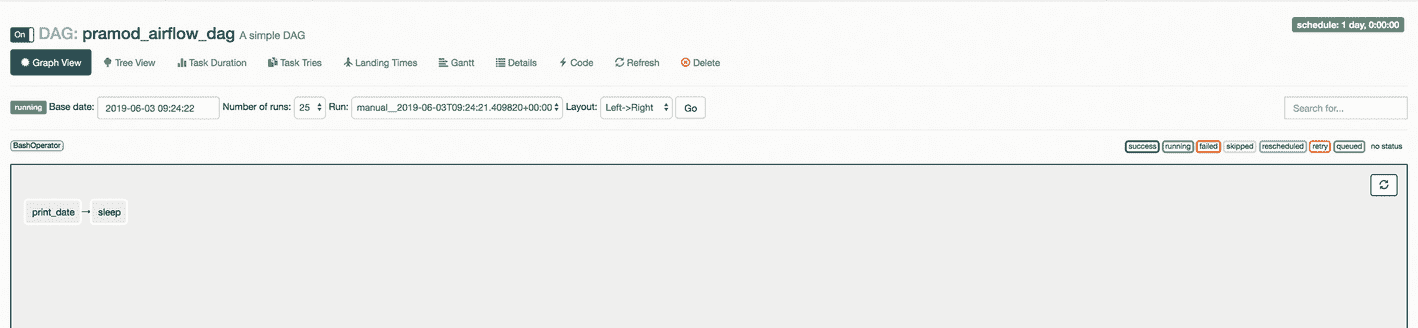 On DAG: pramod_airflow_dag A simple DAG schedule: 1 day, 0:00:00
Graph View Tree View Task Duration Task Tries Landing Times Gantt Details Code Refresh Delete
running Base date: 2019-06-03 09:24:22 Number of runs: 25 Run: manual__2019-06-03T09:24:21.409820+00:00 Layout: Left->Right Go Search for...
BashOperator success running failed skipped rescheduled retry queued no status
print_date sleep